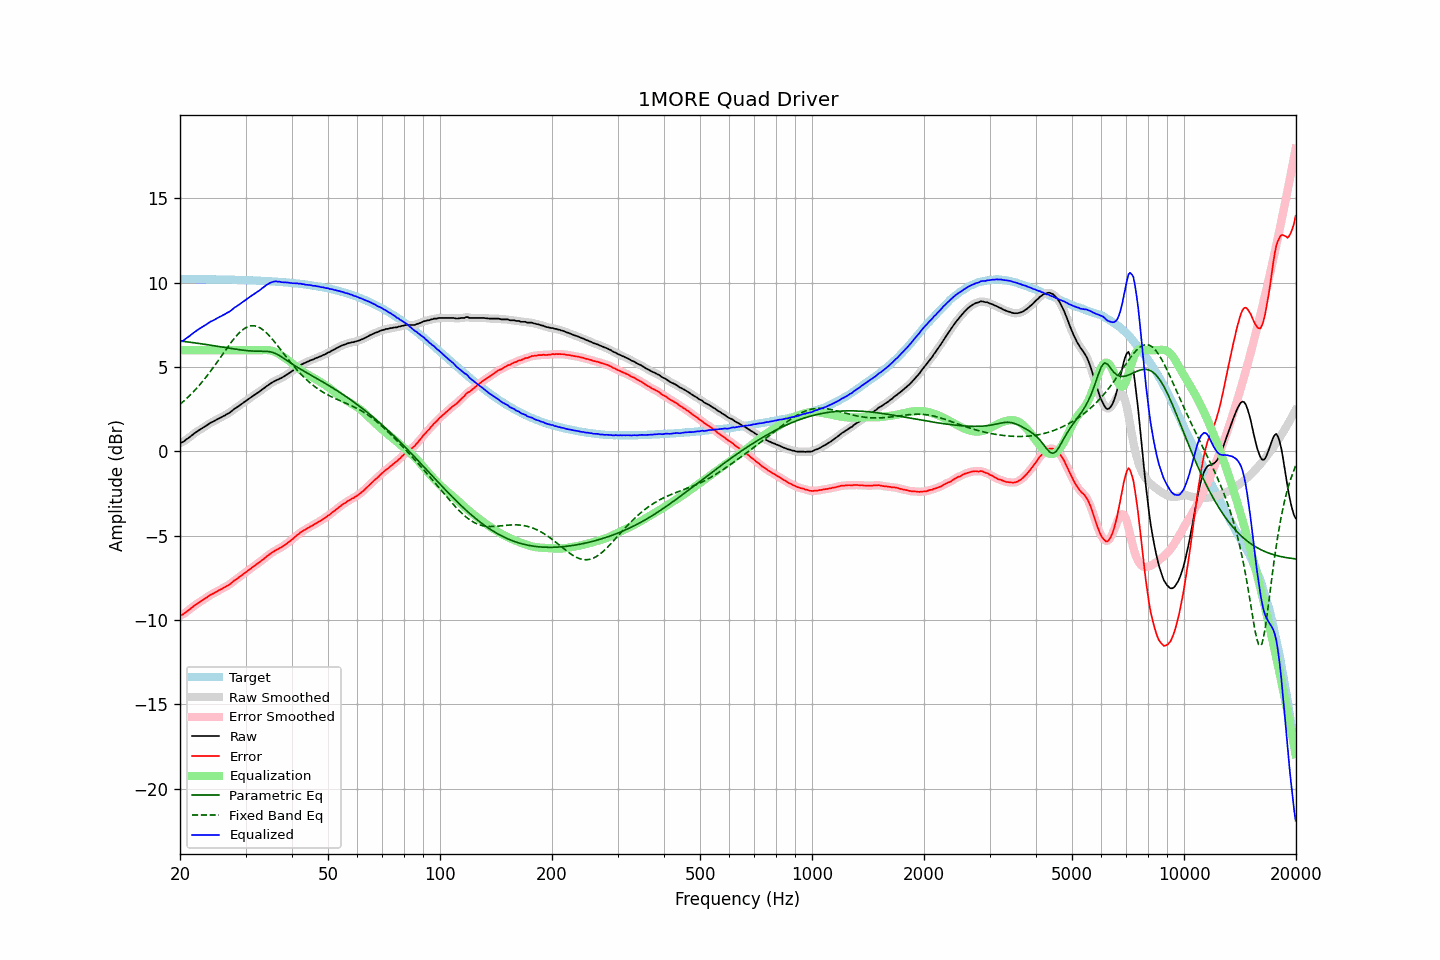 1MORE Quad Driver
Amplitude (dBr)
15
10
5
0
−5
−10
−15
−20
Target
Raw Smoothed
Error Smoothed
Raw
Error
Equalization
Parametric Eq
Fixed Band Eq
Equalized
20 50 100 200 500 1000 2000 5000 10000 20000
Frequency (Hz)